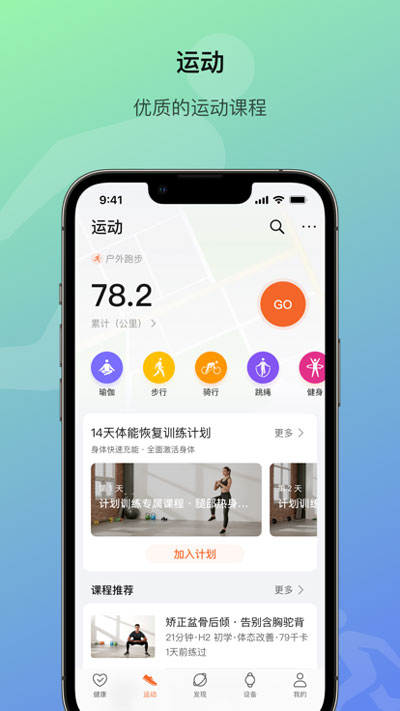 运动
优质的运动课程
9:41
运动
户外跑步
78.2
GO
累计（公里）
瑜伽
步行
骑行
跳绳
健身
14天体能恢复训练计划
更多
身体快速充能·全面激活身体
第 1 天
第 2 天
计划训练专属课程·腿部热身...
计划训
加入计划
课程推荐
更多
矫正盆骨后倾·告别含胸驼背
21分钟·H2 初学·体态改善·79千卡
1天前练过
健康
运动
发现
设备
我的